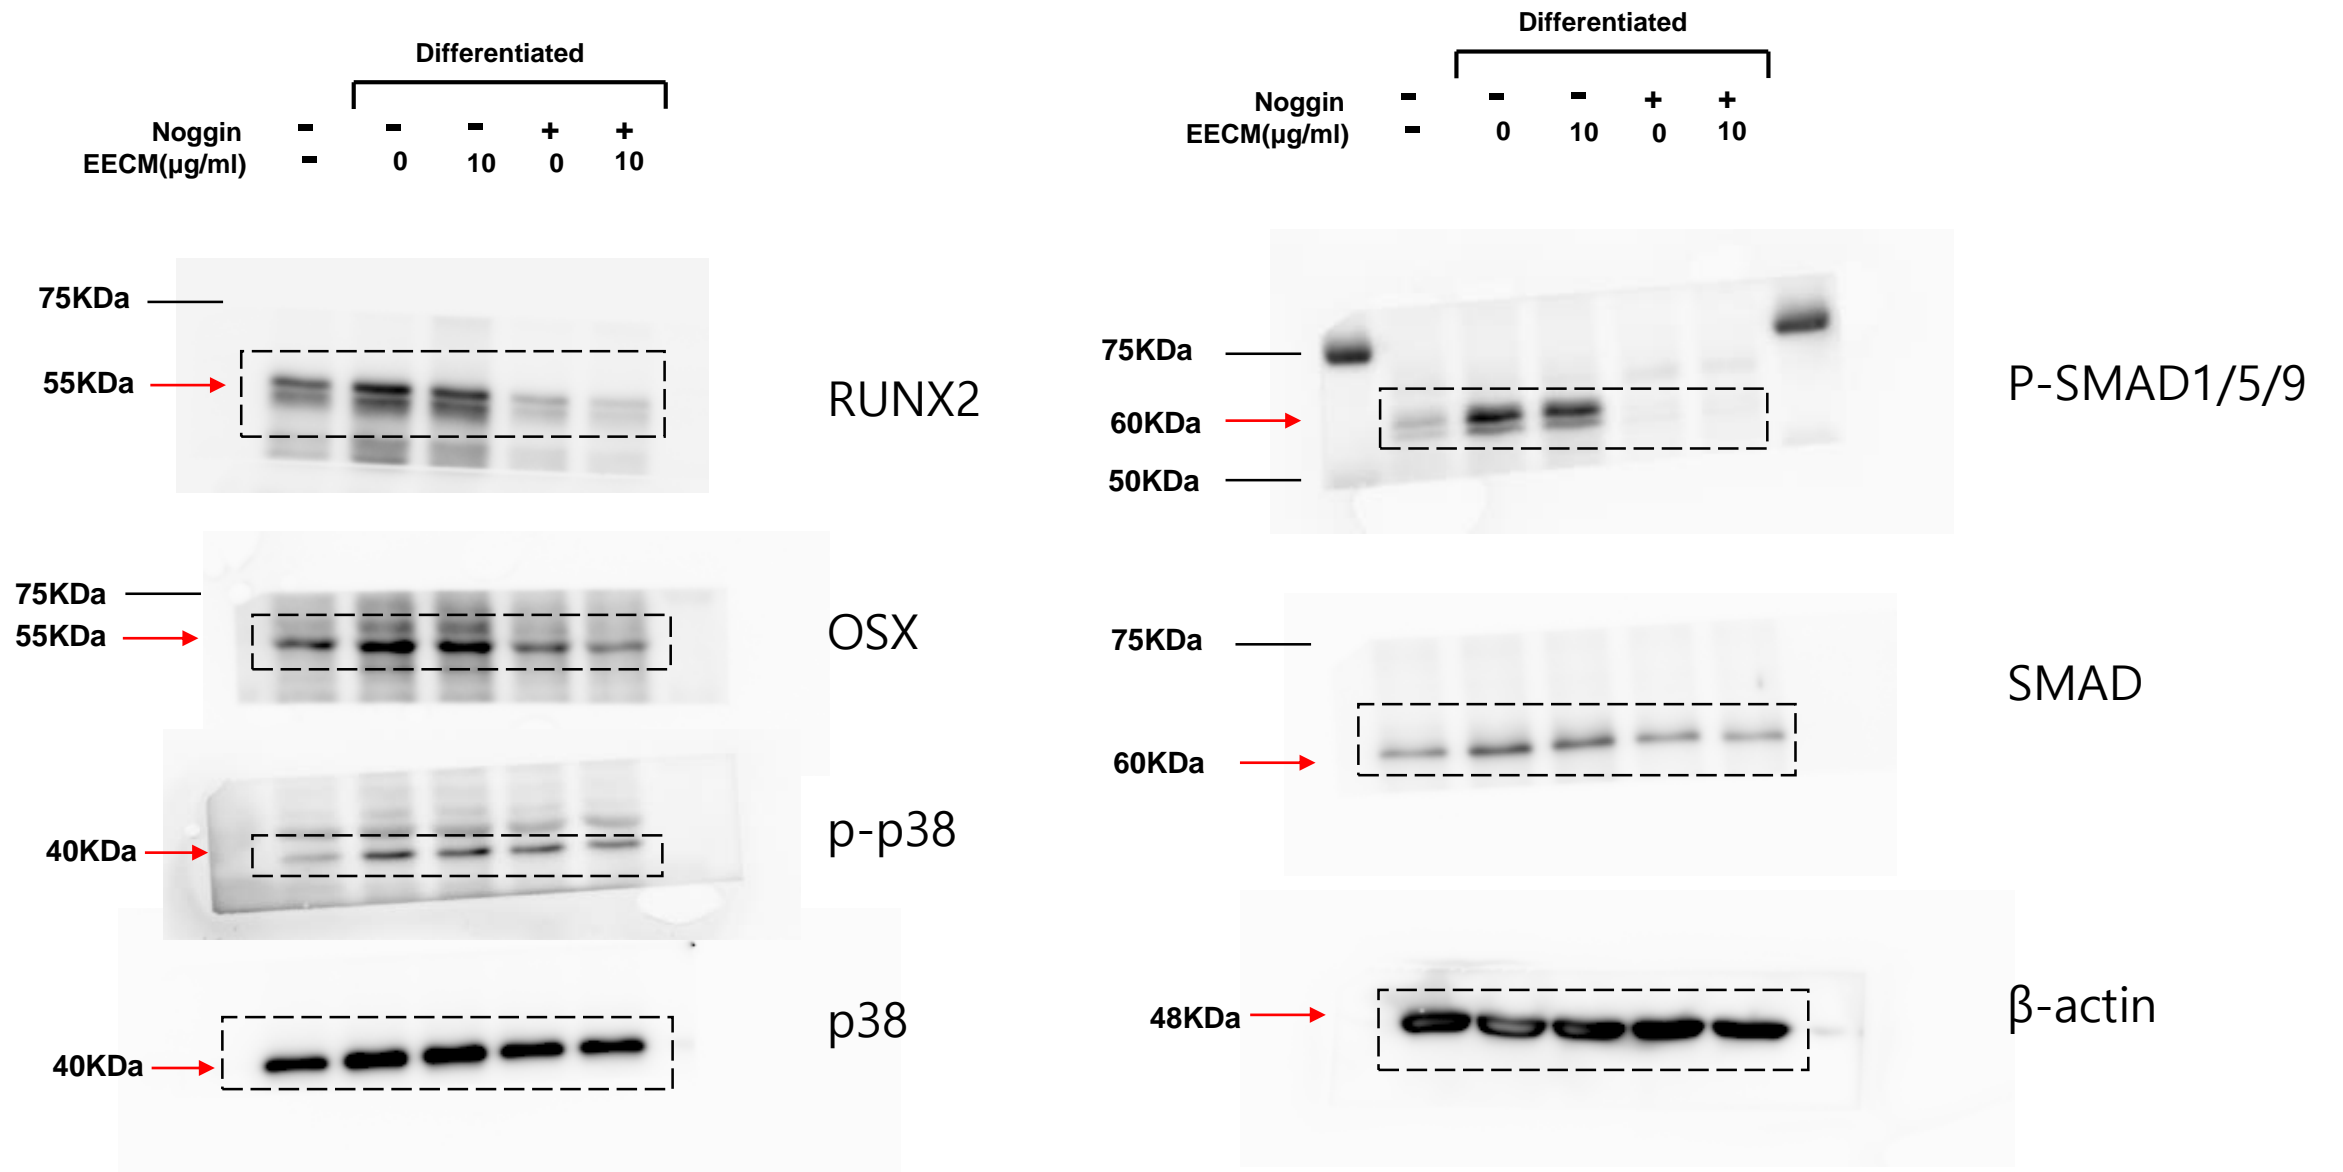 Differentiated
Noggin - - - + +
EECM(μg/ml) - 0 10 0 10
75KDa
55KDa
RUNX2
75KDa
55KDa
OSX
40KDa
p-p38
40KDa
p38
Differentiated
Noggin - - - + +
EECM(μg/ml) - 0 10 0 10
75KDa
60KDa
50KDa
P-SMAD1/5/9
75KDa
60KDa
SMAD
48KDa
β-actin